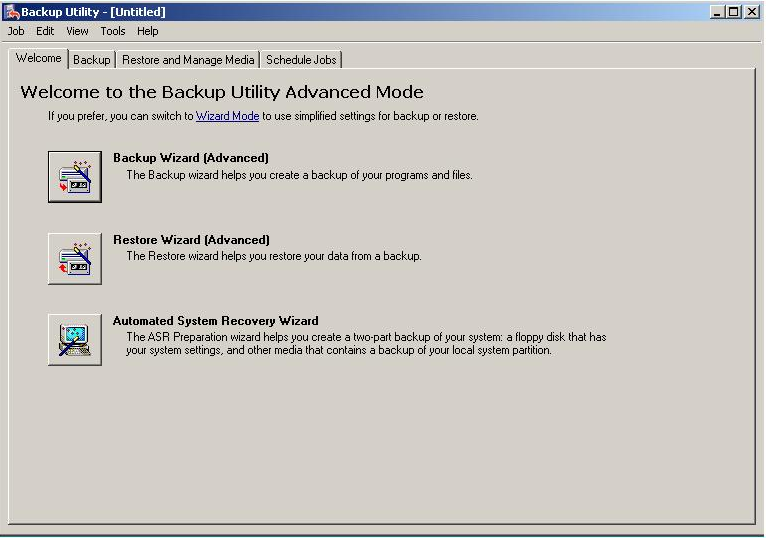 Backup Utility - [Untitled]
Job Edit View Tools Help
Welcome Backup Restore and Manage Media Schedule Jobs
Welcome to the Backup Utility Advanced Mode
If you prefer, you can switch to Wizard Mode to use simplified settings for backup or restore.
Backup Wizard (Advanced)
The Backup wizard helps you create a backup of your programs and files.
Restore Wizard (Advanced)
The Restore wizard helps you restore your data from a backup.
Automated System Recovery Wizard
The ASR Preparation wizard helps you create a two-part backup of your system: a floppy disk that has
your system settings, and other media that contains a backup of your local system partition.